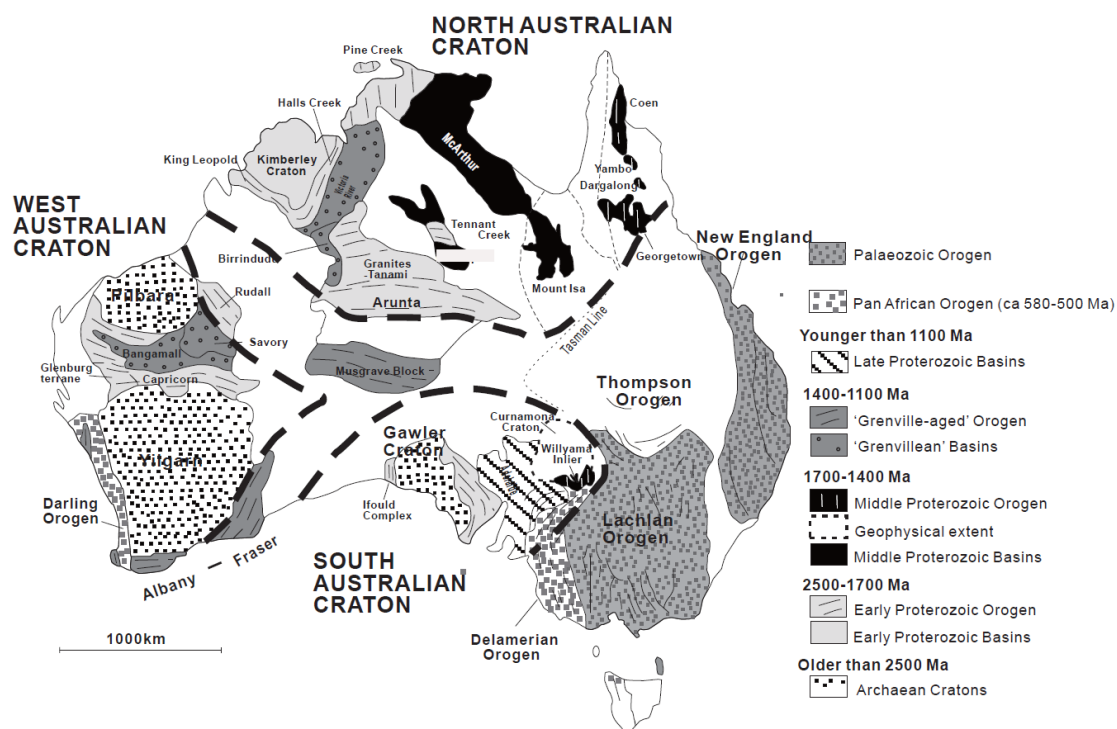 NORTH AUSTRALIAN
CRATON
Pine Creek
Halls Creek
King Leopold
Kimberley
Craton
Victoria
River
McArthur
Coen
Yambo
Dargalong
WEST
AUSTRALIAN
CRATON
Tennant
Creek
Birrindudu
Granites
-Tanami
Arunta
Mount Isa
Georgetown
New England
Orogen
Tasman Line
Pilbara
Rudall
Savory
Bangamall
Glenburg
terrane
Capricorn
Musgrave Block
Thompson
Orogen
Curnamona
Craton
Willyama
Inlier
Gawler
Craton
Yilgarn
Ifould
Complex
Darling
Orogen
Lachlan
Orogen
Albany — Fraser
SOUTH
AUSTRALIAN
CRATON
Delamerian
Orogen
1000km
Palaeozoic Orogen
Pan African Orogen (ca 580-500 Ma)
Younger than 1100 Ma
Late Proterozoic Basins
1400-1100 Ma
‘Grenville-aged’ Orogen
‘Grenvillean’ Basins
1700-1400 Ma
Middle Proterozoic Orogen
Geophysical extent
Middle Proterozoic Basins
2500-1700 Ma
Early Proterozoic Orogen
Early Proterozoic Basins
Older than 2500 Ma
Archaean Cratons